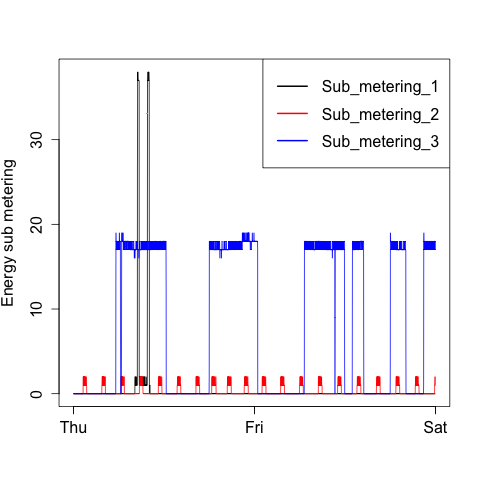 Sub_metering_1
Sub_metering_2
Sub_metering_3
Energy sub metering
30
20
10
0
Thu
Fri
Sat